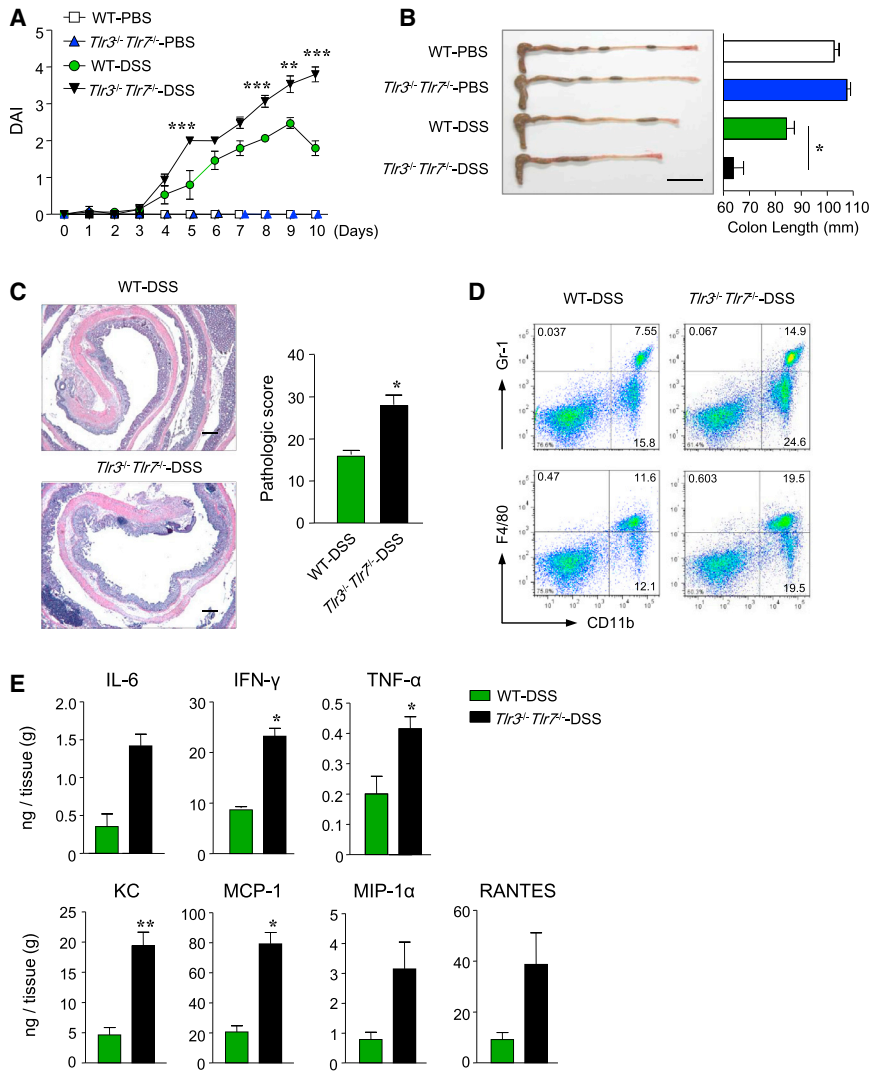 A
WT-PBS
Tlr3-/-Tlr7-/--PBS
WT-DSS
Tlr3-/-Tlr7-/--DSS
5
4
3
2
1
0
DAI
***
***
**
***
0 1 2 3 4 5 6 7 8 9 10 (Days)
B
WT-PBS
Tlr3-/-Tlr7-/--PBS
WT-DSS
Tlr3-/-Tlr7-/--DSS
*
60 70 80 90 100 110
Colon Length (mm)
C
WT-DSS
Tlr3-/-Tlr7-/--DSS
Pathologic score
40
30
20
10
0
*
WT-DSS
Tlr3-/-Tlr7-/--DSS
D
WT-DSS Tlr3-/-Tlr7-/--DSS
Gr-1
0.037 7.55
15.8
76.6%
0.067 14.9
24.6
F4/80
0.47 11.6
12.1
75.8%
0.603 19.5
19.5
CD11b
E
WT-DSS
Tlr3-/-Tlr7-/--DSS
IL-6
ng / tissue (g)
2.0
1.5
1.0
0.5
0
IFN-γ
30
20
10
0
*
TNF-α
0.5
0.4
0.3
0.2
0.1
0
*
KC
ng / tissue (g)
25
20
15
10
5
0
**
MCP-1
100
80
60
40
20
0
*
MIP-1α
5
4
3
2
1
0
RANTES
60
40
20
0